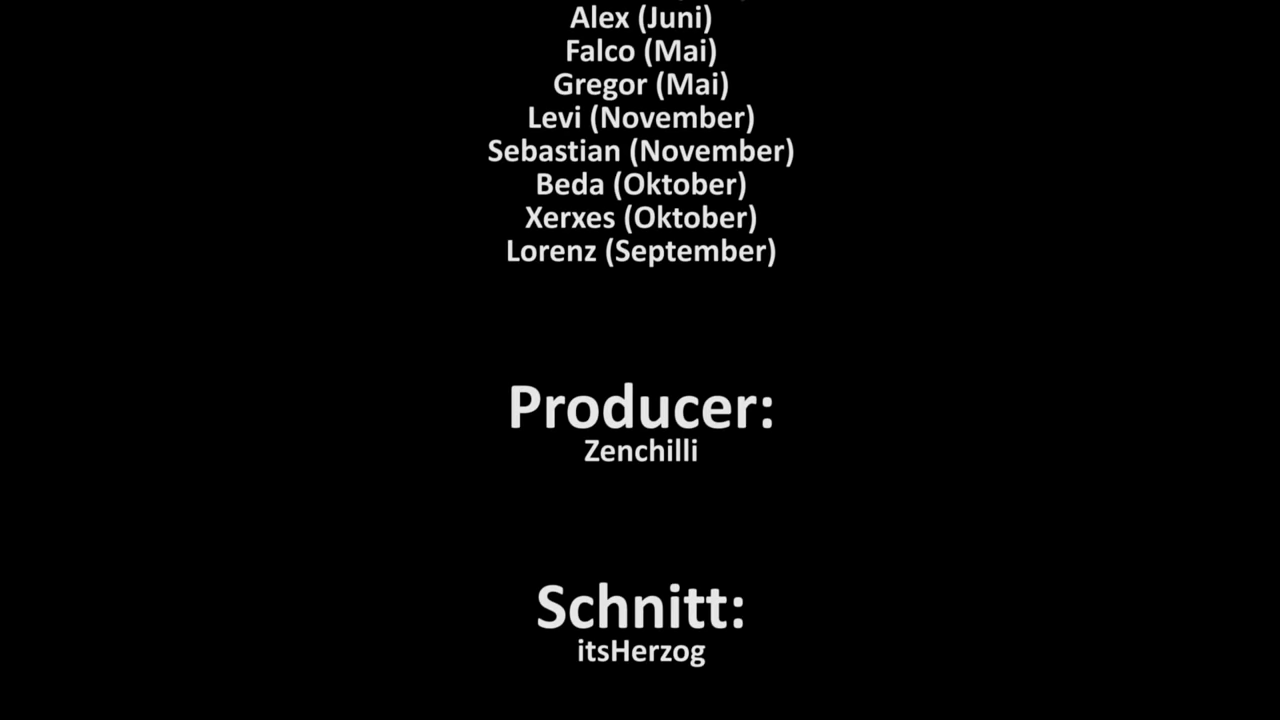 Alex (Juni)
Falco (Mai)
Gregor (Mai)
Levi (November)
Sebastian (November)
Beda (Oktober)
Xerxes (Oktober)
Lorenz (September)
Producer:
Zenchilli
Schnitt:
itsHerzog